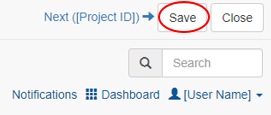 Next ([Project ID]) Save Close
Search
Notifications Dashboard [User Name]